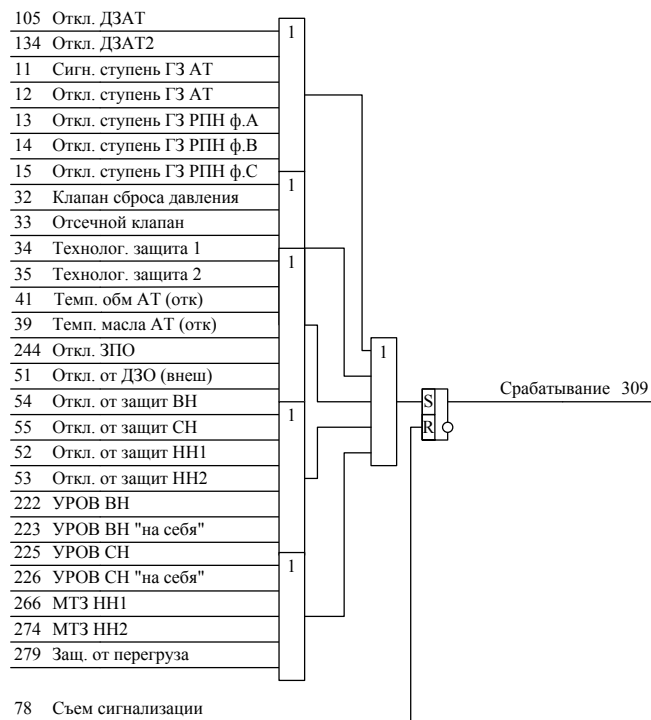 105 Откл. ДЗАТ
134 Откл. ДЗАТ2
11 Сигн. ступень ГЗ АТ
12 Откл. ступень ГЗ АТ
13 Откл. ступень ГЗ РПН ф.А
14 Откл. ступень ГЗ РПН ф.В
15 Откл. ступень ГЗ РПН ф.С
32 Клапан сброса давления
33 Отсечной клапан
34 Технолог. защита 1
35 Технолог. защита 2
41 Темп. обм АТ (отк)
39 Темп. масла АТ (отк)
244 Откл. ЗПО
51 Откл. от ДЗО (внеш)
54 Откл. от защит ВН
55 Откл. от защит СН
52 Откл. от защит НН1
53 Откл. от защит НН2
222 УРОВ ВН
223 УРОВ ВН "на себя"
225 УРОВ СН
226 УРОВ СН "на себя"
266 МТЗ НН1
274 МТЗ НН2
279 Защ. от перегруза
78 Съем сигнализации
1
1
1
1
1
1
S
R
Срабатывание 309